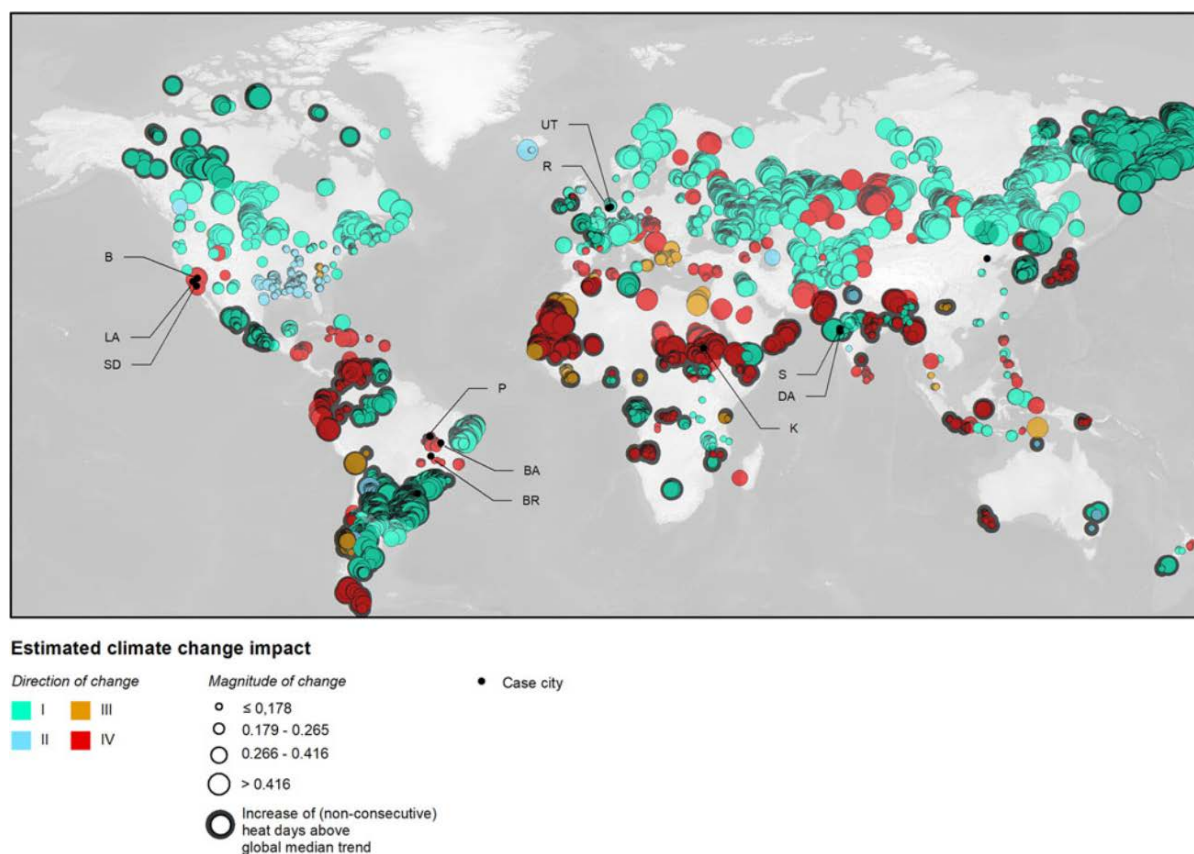 UT
R
B
LA
SD
P
S
DA
K
BA
BR
Estimated climate change impact
Direction of change
I
III
II
IV
Magnitude of change
≤ 0,178
0.179 - 0.265
0.266 - 0.416
> 0.416
Increase of (non-consecutive)
heat days above
global median trend
Case city